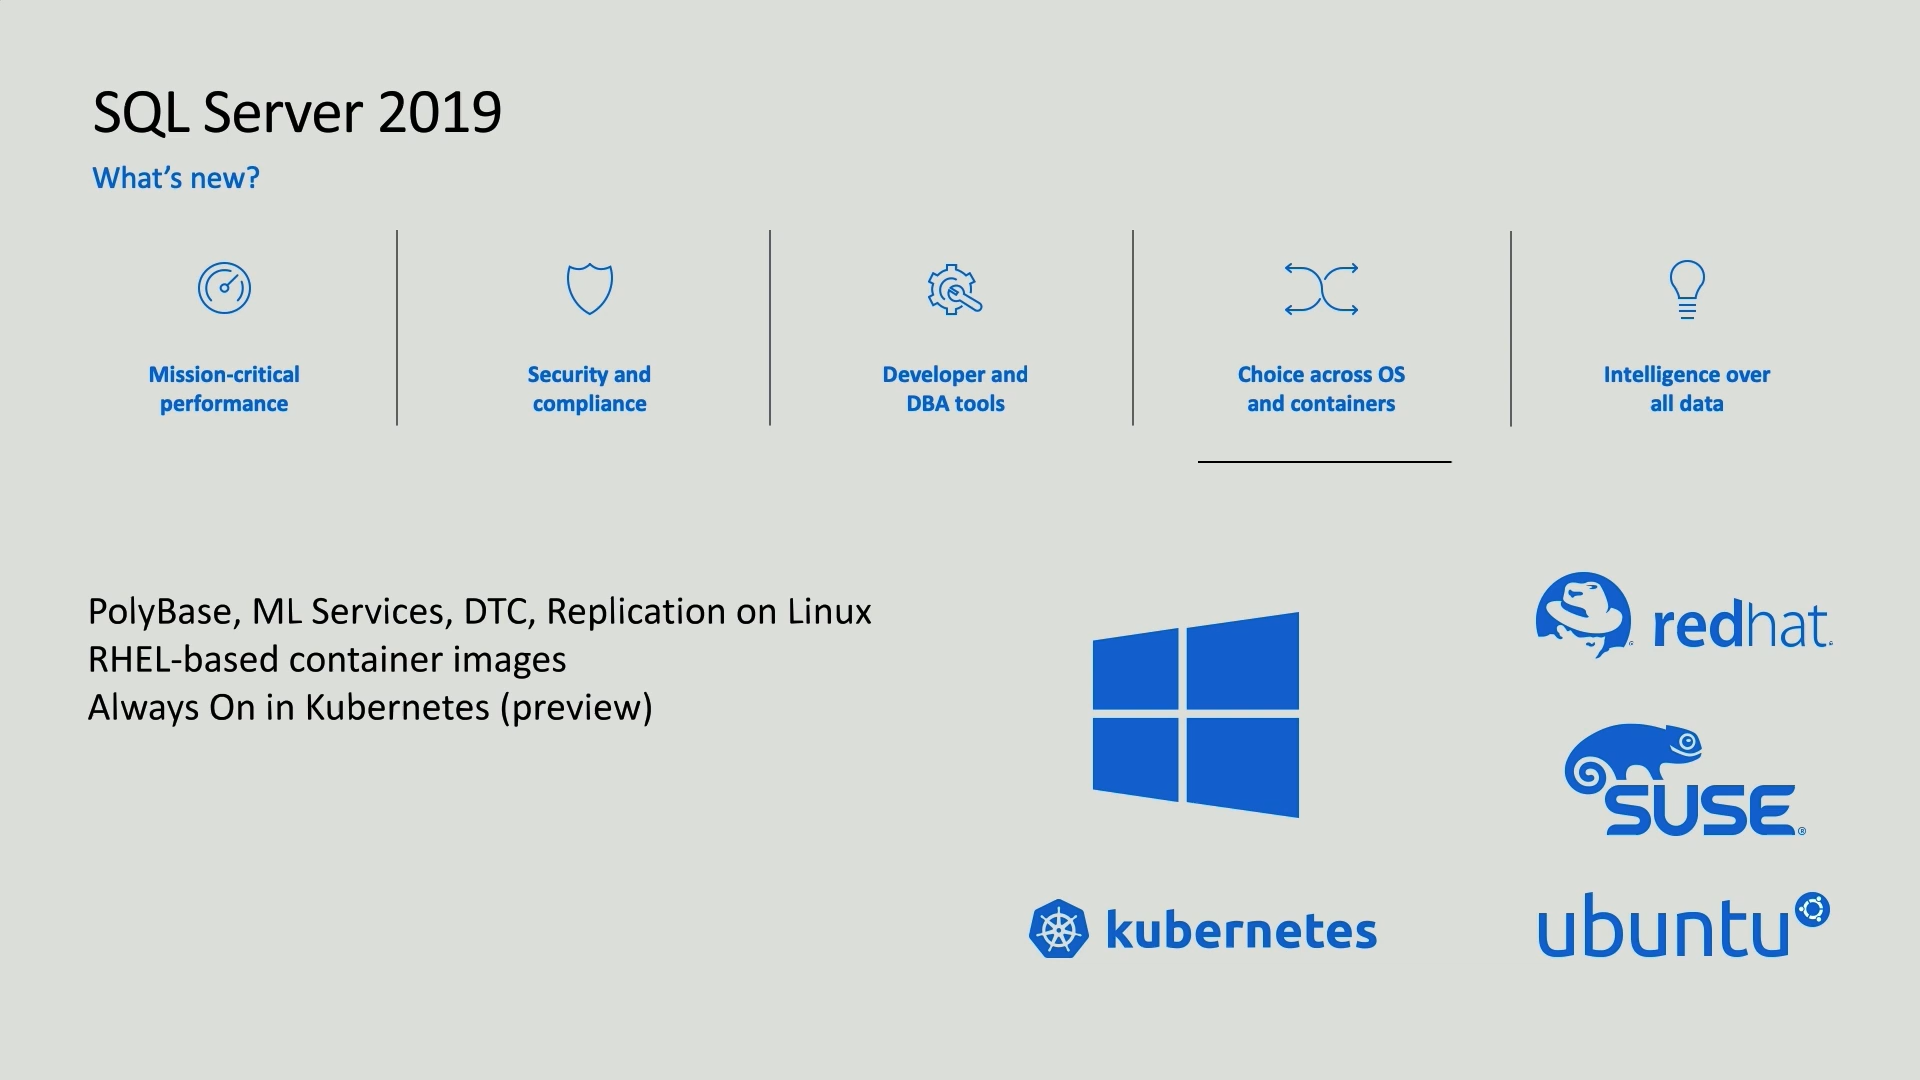 SQL Server 2019
What's new?
Mission-critical
performance
Security and
compliance
Developer and
DBA tools
Choice across OS
and containers
Intelligence over
all data
PolyBase, ML Services, DTC, Replication on Linux
RHEL-based container images
Always On in Kubernetes (preview)
redhat
SUSE
kubernetes
ubuntu